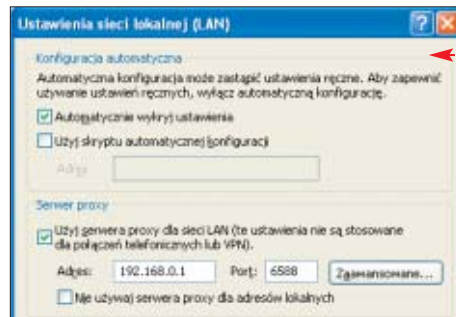 Ustawienia sieci lokalnej (LAN)
Konfiguracja automatyczna
Automatyczna konfiguracja może zastąpić ustawienia ręczne. Aby zapewnić
używanie ustawień ręcznych, wyłącz automatyczną konfigurację.
Automatycznie wykryj ustawienia
Użyj skryptu automatycznej konfiguracji
Adres
Serwer proxy
Użyj serwera proxy dla sieci LAN (te ustawienia nie są stosowane
dla połączeń telefonicznych lub VPN).
Adres: 192.168.0.1 Port: 6588 Zaawansowane...
Nie używaj serwera proxy dla adresów lokalnych